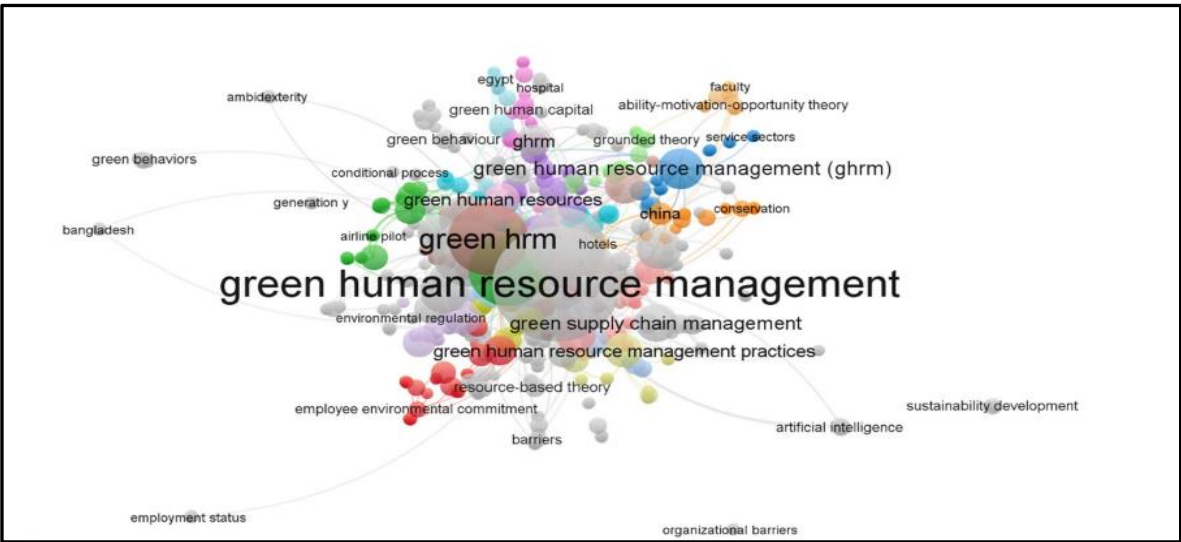 egypt
hospital
faculty
ambidexterity
green human capital
ability-motivation-opportunity theory
green behaviour
ghrm
grounded theory
service sectors
green behaviors
conditional process
green human resource management (ghrm)
generation y
green human resources
china
conservation
bangladesh
airline pilot
green hrm
hotels
green human resource management
environmental regulation
green supply chain management
green human resource management practices
resource-based theory
employee environmental commitment
sustainability development
artificial intelligence
barriers
employment status
organizational barriers